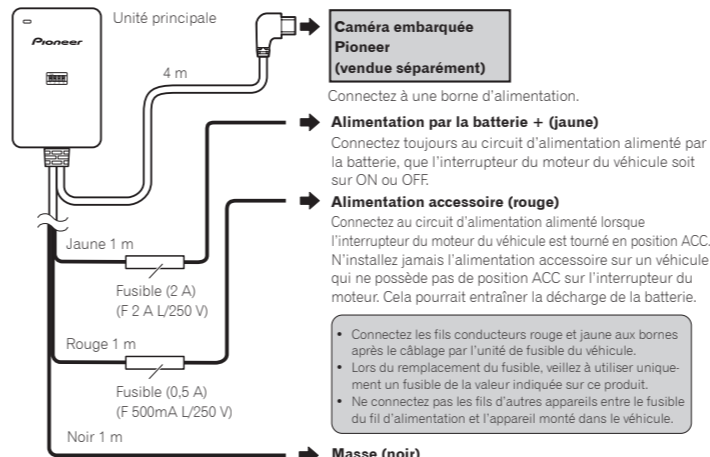 Unité principale
Pioneer
4 m
Caméra embarquée
Pioneer
(vendue séparément)
Connectez à une borne d'alimentation.
Alimentation par la batterie + (jaune)
Connectez toujours au circuit d'alimentation alimenté par
la batterie, que l'interrupteur du moteur du véhicule soit
sur ON ou OFF.
Alimentation accessoire (rouge)
Connectez au circuit d'alimentation alimenté lorsque
l'interrupteur du moteur du véhicule est tourné en position ACC.
N'installez jamais l'alimentation accessoire sur un véhicule
qui ne possède pas de position ACC sur l'interrupteur du
moteur. Cela pourrait entraîner la décharge de la batterie.
Jaune 1 m
Fusible (2 A)
(F 2 A L/250 V)
Rouge 1 m
Fusible (0,5 A)
(F 500mA L/250 V)
• Connectez les fils conducteurs rouge et jaune aux bornes
après le câblage par l'unité de fusible du véhicule.
• Lors du remplacement du fusible, veillez à utiliser unique-
ment un fusible de la valeur indiquée sur ce produit.
• Ne connectez pas les fils d'autres appareils entre le fusible
du fil d'alimentation et l'appareil monté dans le véhicule.
Noir 1 m
Masse (noir)